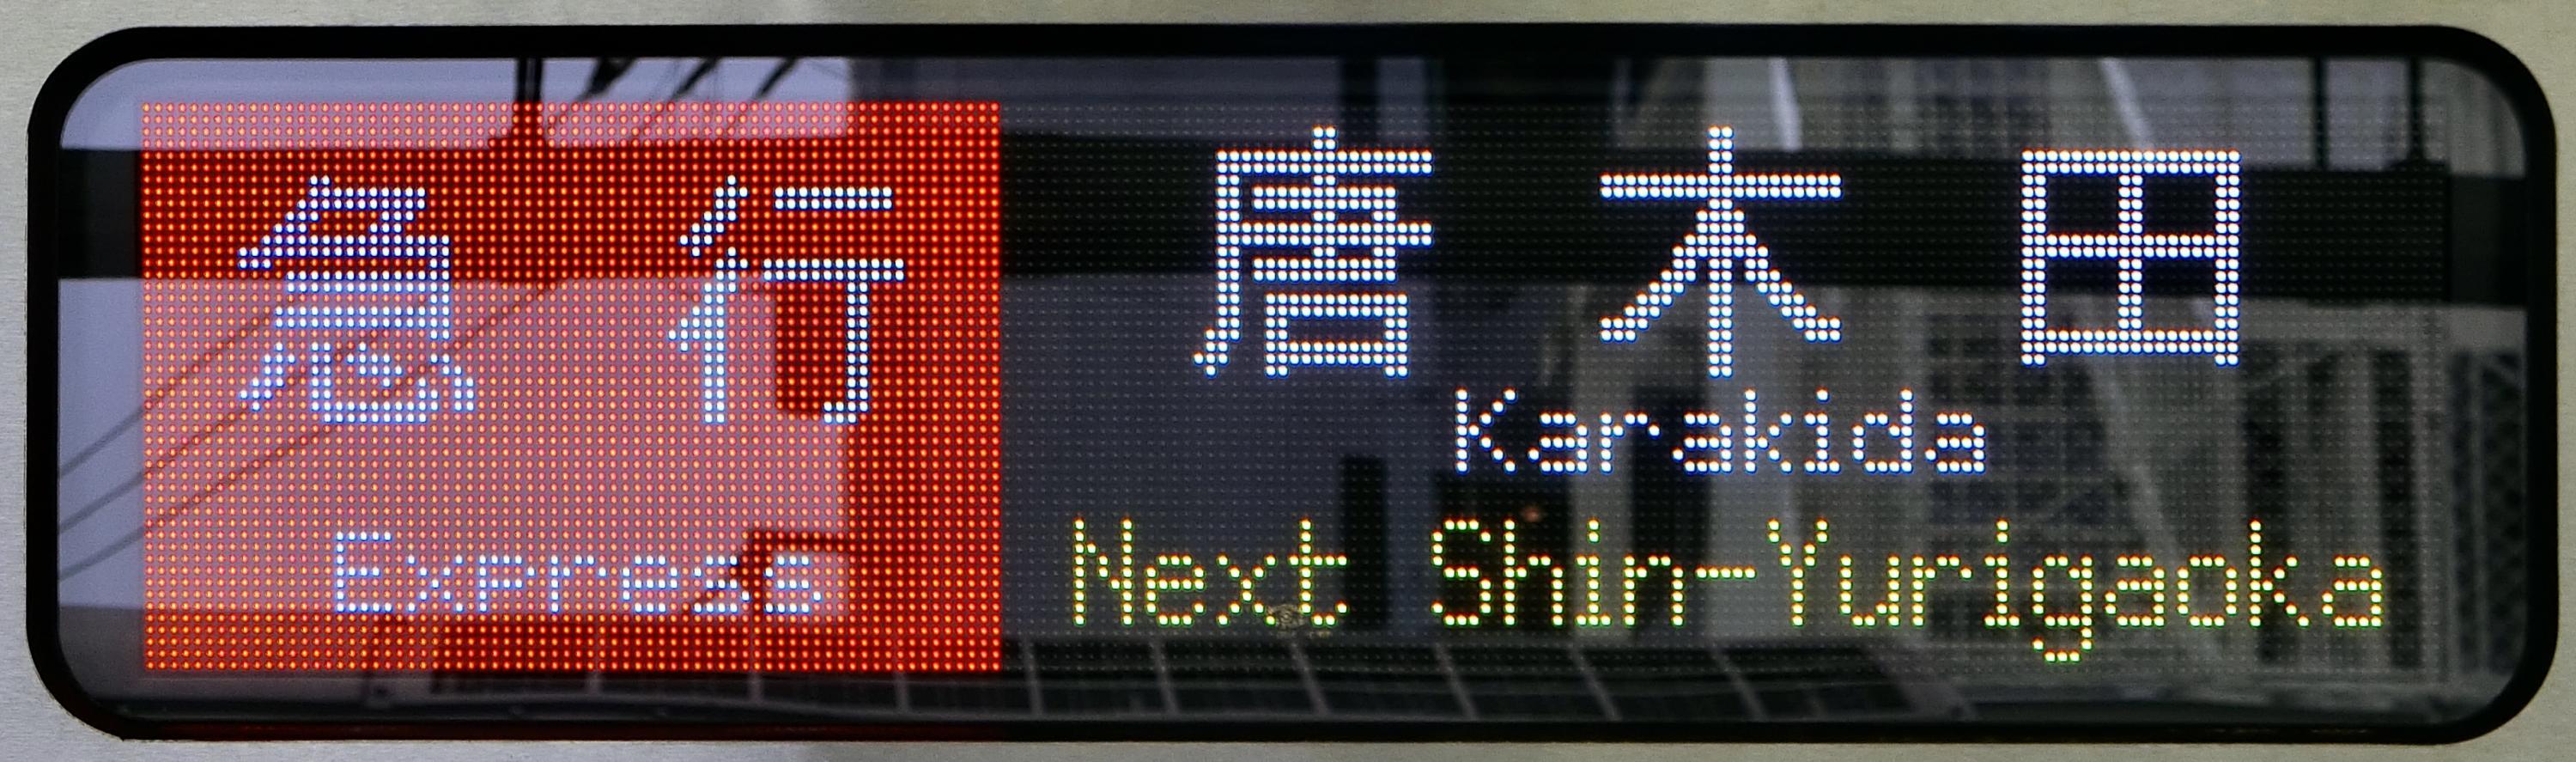 急行
Express
唐木田
Karakida
Next Shin-Yurigaoka